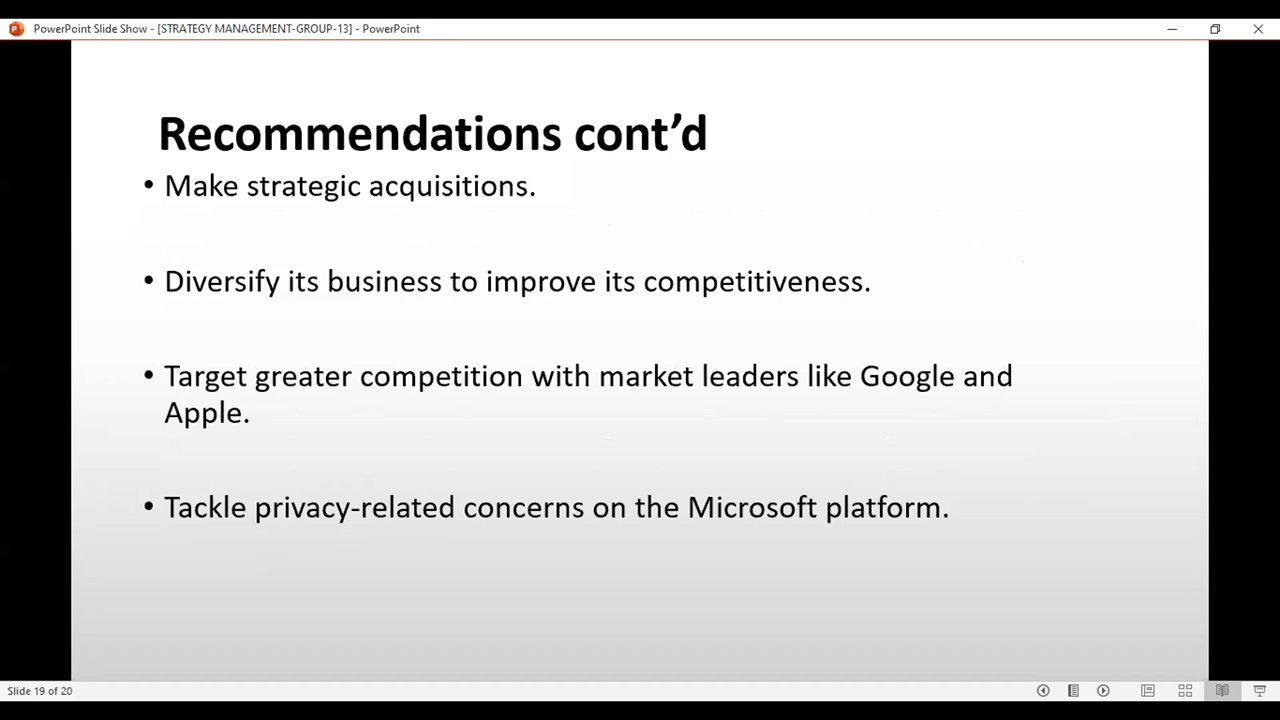 PowerPoint Slide Show - [STRATEGY MANAGEMENT-GROUP-13] - PowerPoint
Recommendations cont’d
• Make strategic acquisitions.
• Diversify its business to improve its competitiveness.
• Target greater competition with market leaders like Google and
Apple.
• Tackle privacy-related concerns on the Microsoft platform.
Slide 19 of 20